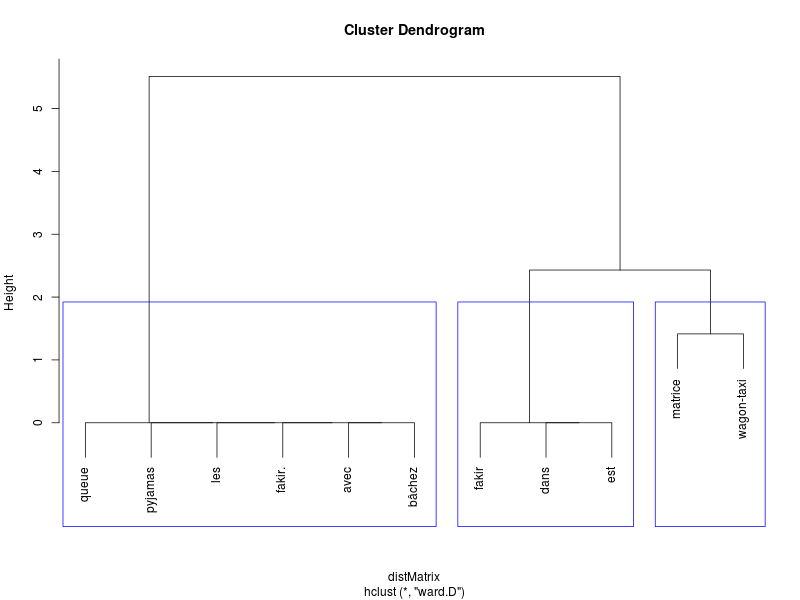 Cluster Dendrogram
Height
5
4
3
2
1
0
queue
pyjamas
les
fakir.
avec
bâchez
fakir
dans
est
matrice
wagon-taxi
distMatrix
hclust (*, "ward.D")